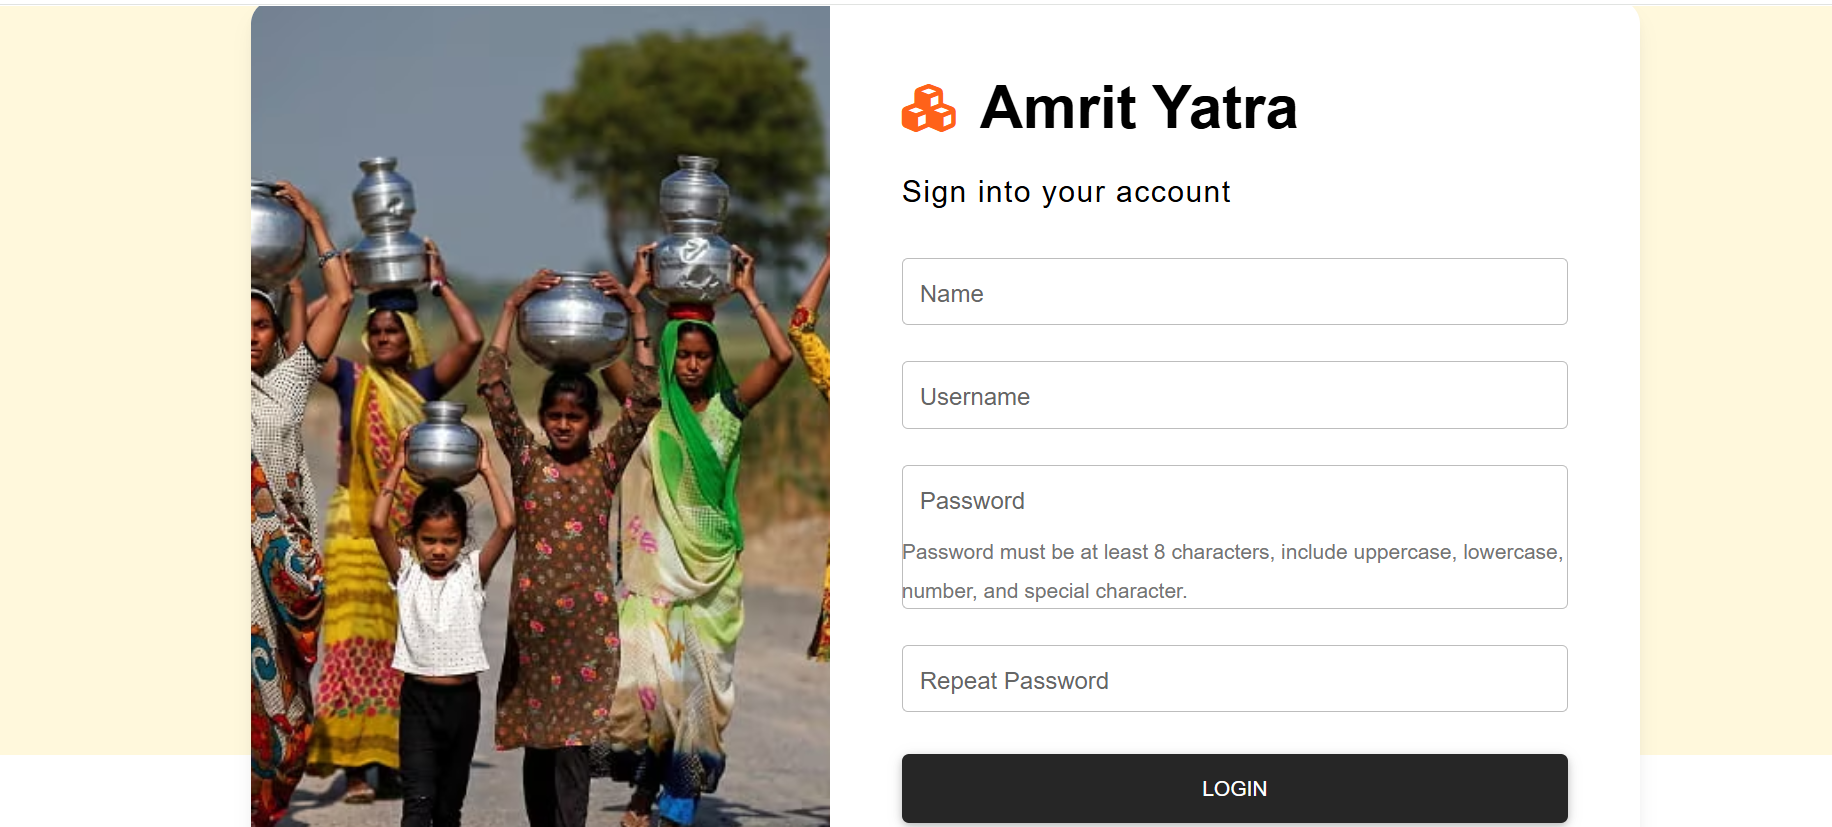 Amrit Yatra
Sign into your account
Name
Username
Password
Password must be at least 8 characters, include uppercase, lowercase,
number, and special character.
Repeat Password
LOGIN